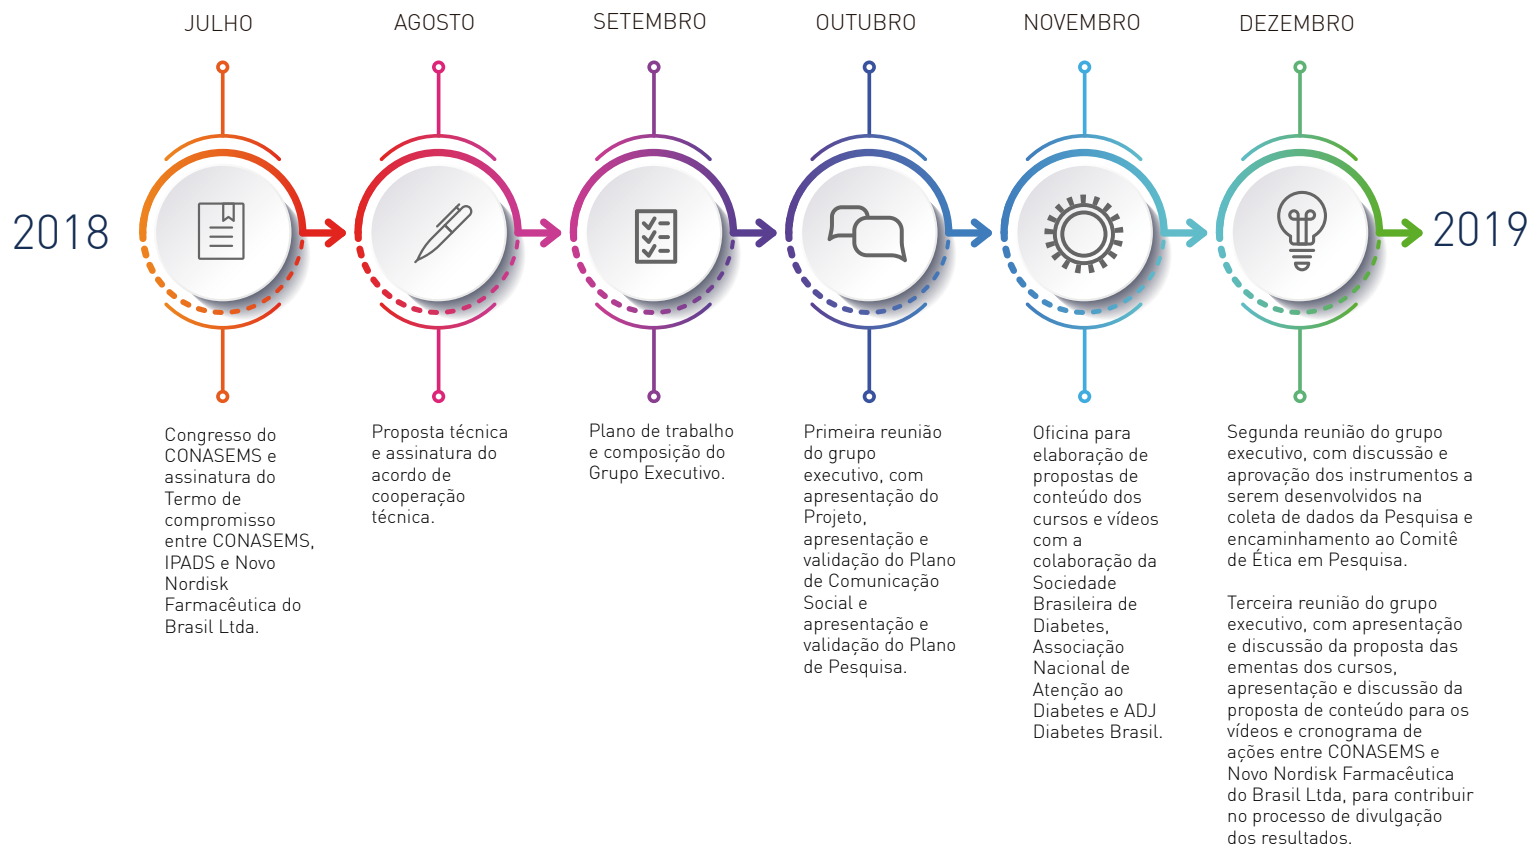 JULHO
AGOSTO
SETEMBRO
OUTUBRO
NOVEMBRO
DEZEMBRO
2018
2019
Congresso do
CONASEMS e
assinatura do
Termo de
compromisso
entre CONASEMS,
IPADS e Novo
Nordisk
Farmacêutica do
Brasil Ltda.
Proposta técnica
e assinatura do
acordo de
cooperação
técnica.
Plano de trabalho
e composição do
Grupo Executivo.
Primeira reunião
do grupo
executivo, com
apresentação do
Projeto,
apresentação e
validação do Plano
de Comunicação
Social e
apresentação e
validação do Plano
de Pesquisa.
Oficina para
elaboração de
propostas de
conteúdo dos
cursos e vídeos
com a
colaboração da
Sociedade
Brasileira de
Diabetes,
Associação
Nacional de
Atenção ao
Diabetes e ADJ
Diabetes Brasil.
Segunda reunião do grupo
executivo, com discussão e
aprovação dos instrumentos a
serem desenvolvidos na
coleta de dados da Pesquisa e
encaminhamento ao Comitê
de Ética em Pesquisa.
Terceira reunião do grupo
executivo, com apresentação
e discussão da proposta das
ementas dos cursos,
apresentação e discussão da
proposta de conteúdo para os
vídeos e cronograma de
ações entre CONASEMS e
Novo Nordisk Farmacêutica
do Brasil Ltda, para contribuir
no processo de divulgação
dos resultados.